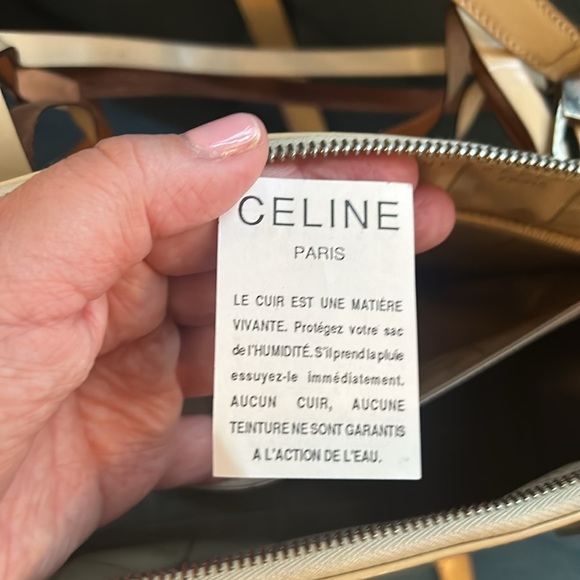 CELINE
PARIS
LE CUIR EST UNE MATIÈRE
VIVANTE. Protégez votre sac
de l'HUMIDITÉ. S'il prend la pluie
essuyez-le immédiatement.
AUCUN CUIR, AUCUNE
TEINTURE NE SONT GARANTIS
A L'ACTION DE L'EAU.